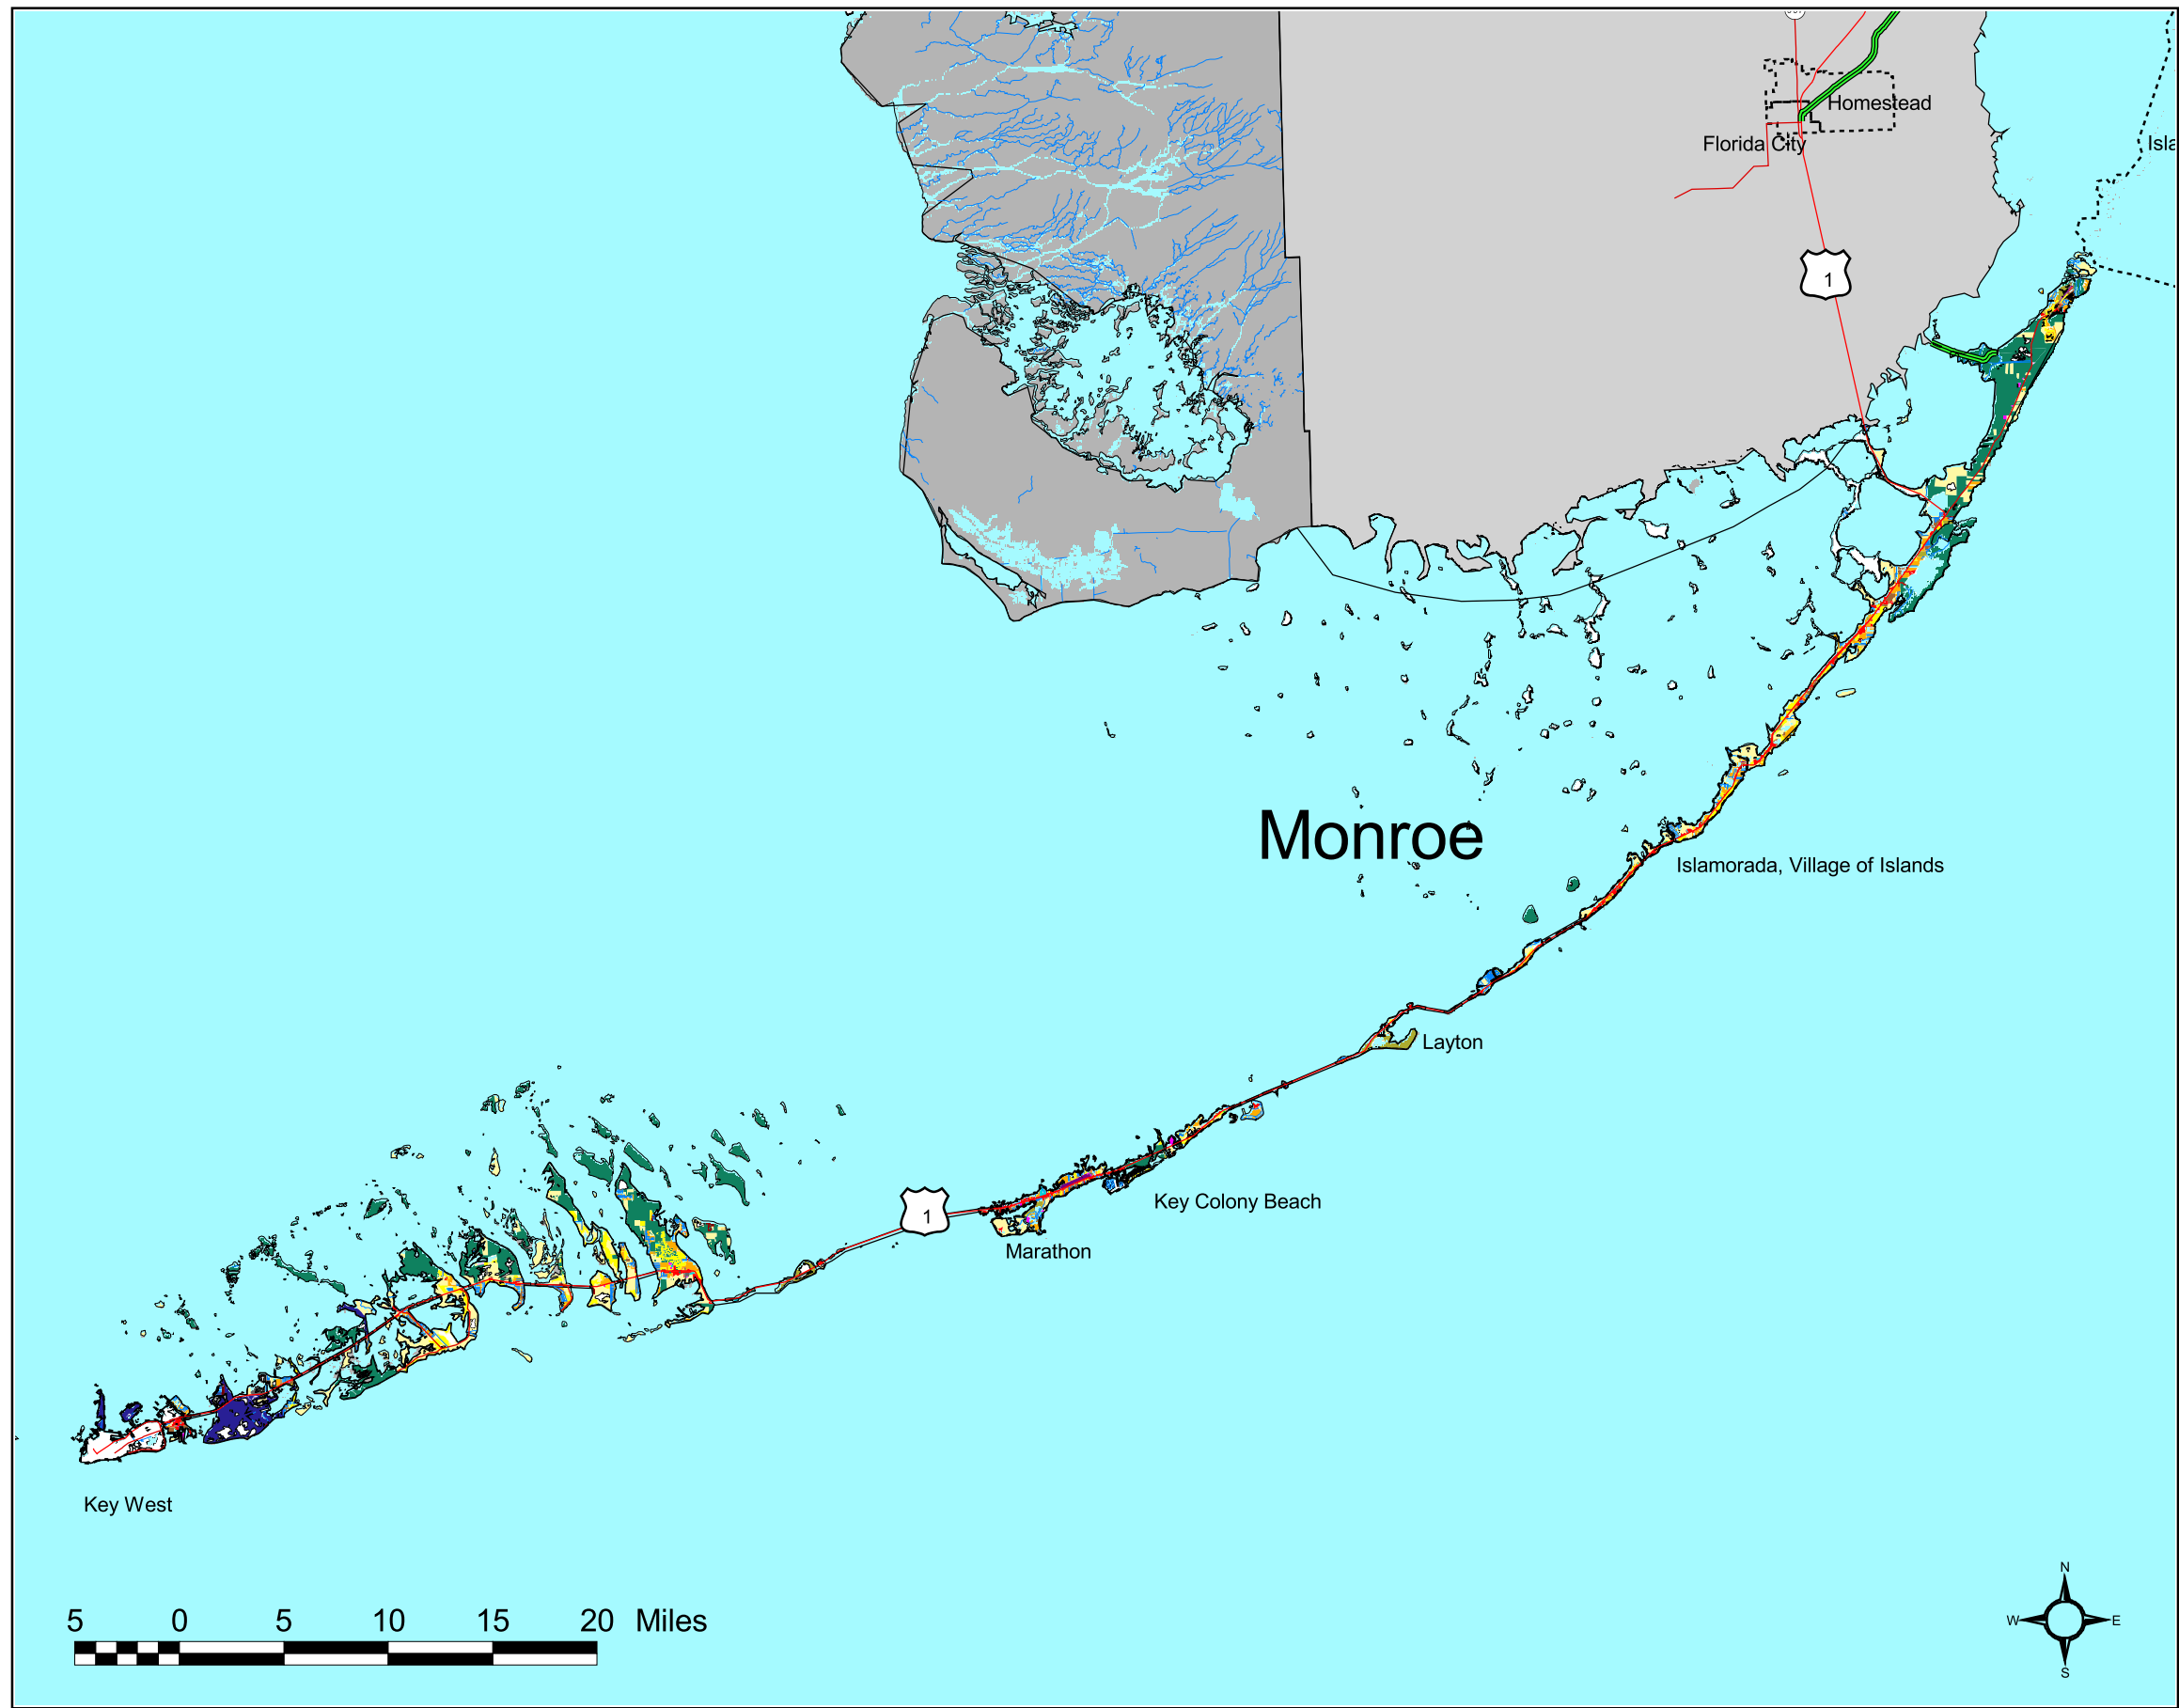 Homestead
Florida City
Isla
1
Monroe
Islamorada, Village of Islands
Layton
Key Colony Beach
1
Marathon
Key West
5 0 5 10 15 20 Miles
N
W E
S